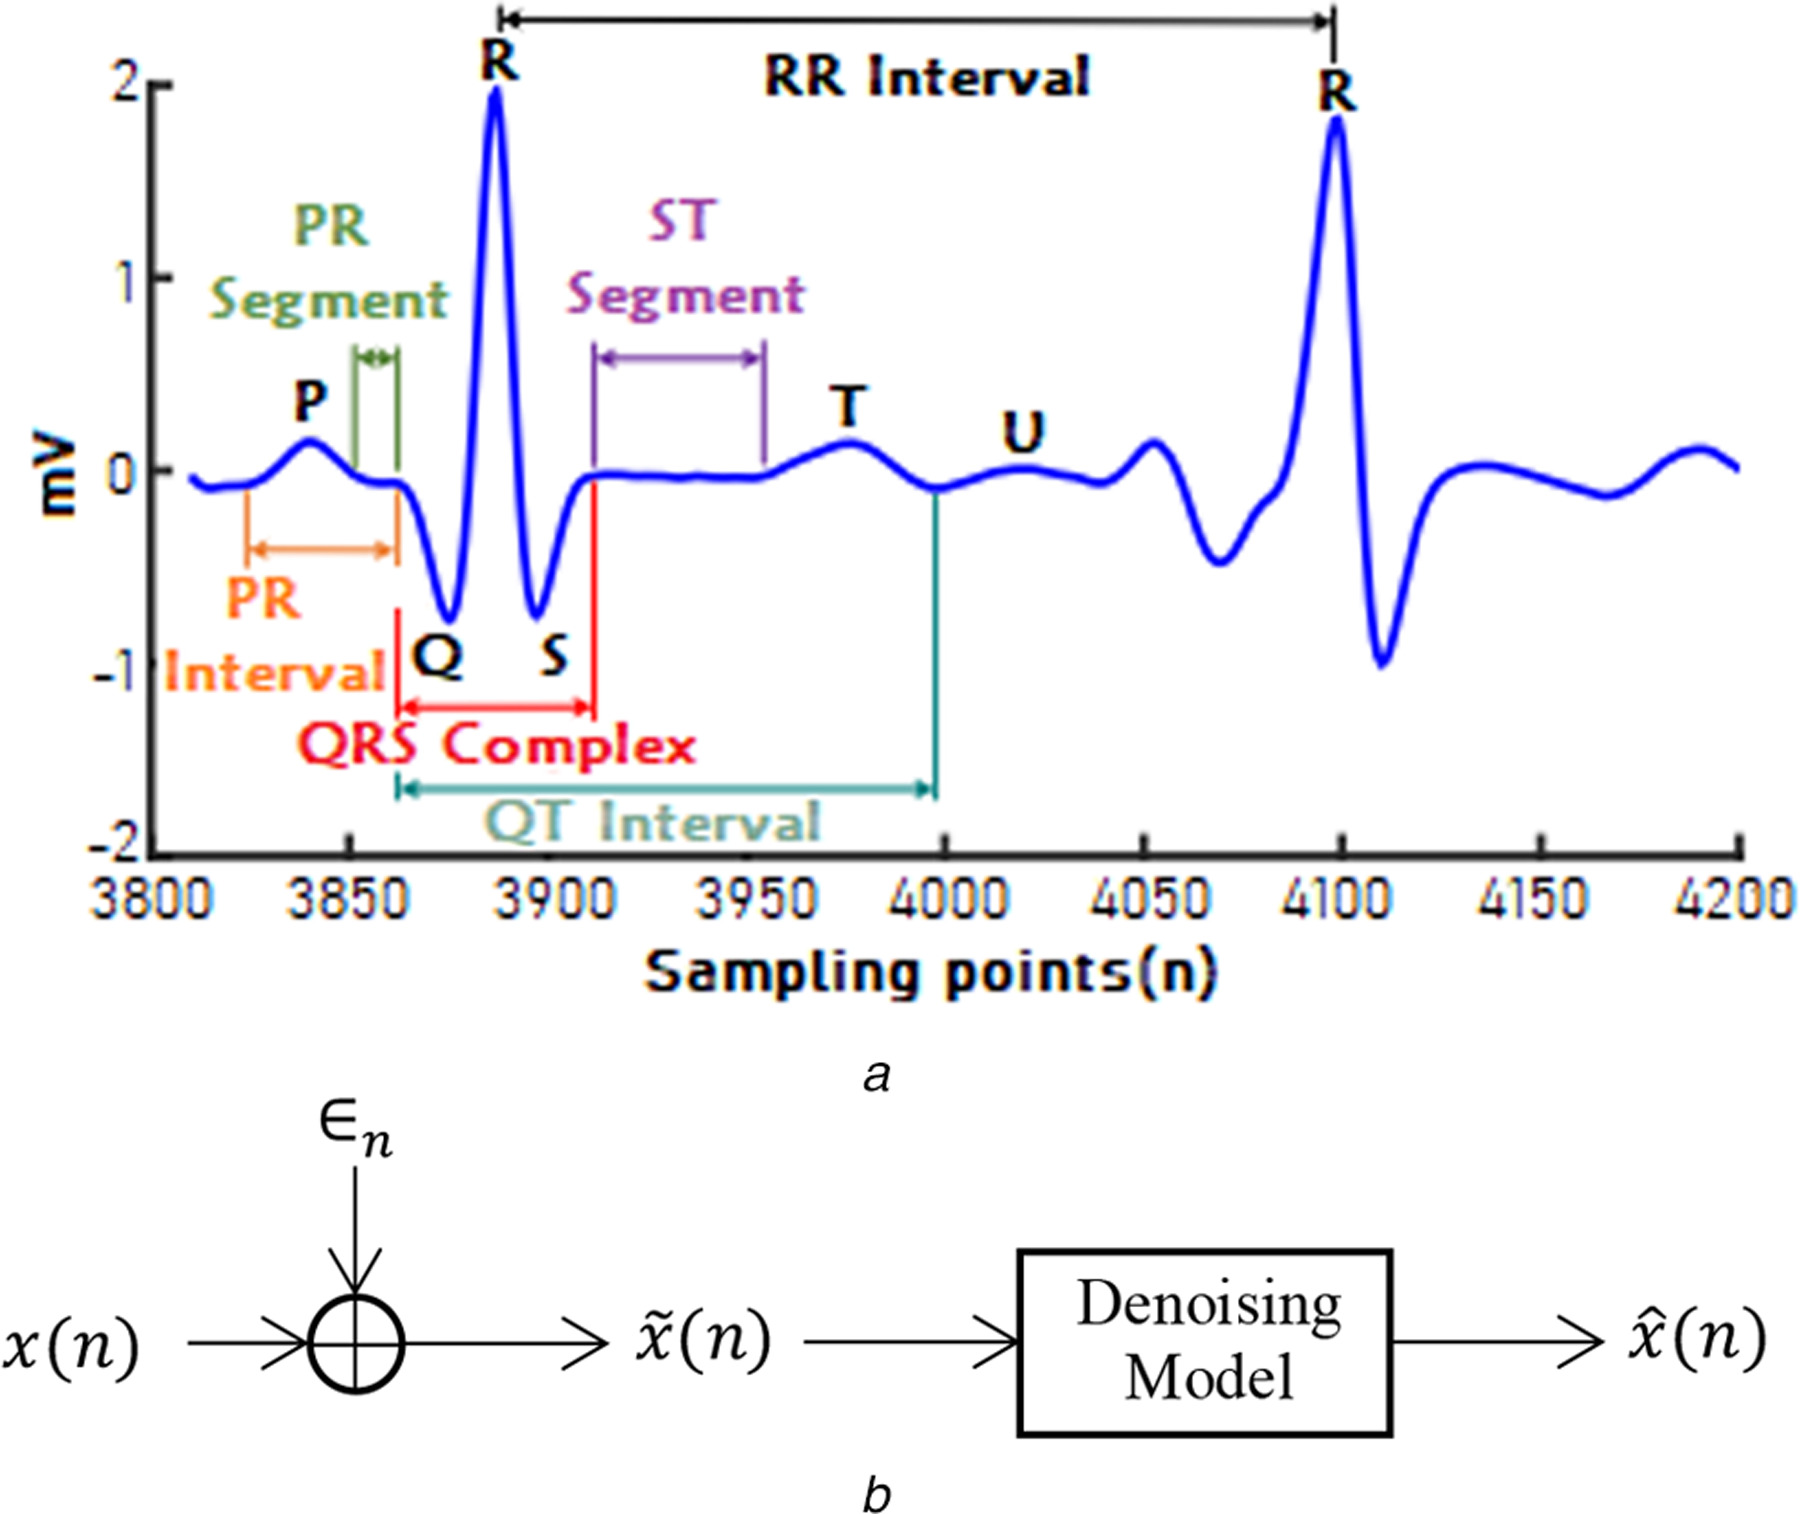 R
RR Interval
R
2
PR
Segment
ST
Segment
1
P
T
U
mV
0
PR
Interval
Q
S
-1
QRS Complex
QT Interval
-2
3800 3850 3900 3950 4000 4050 4100 4150 4200
Sampling points(n)
a
∈n
x(n)
x̃(n)
Denoising
Model
x̂(n)
b